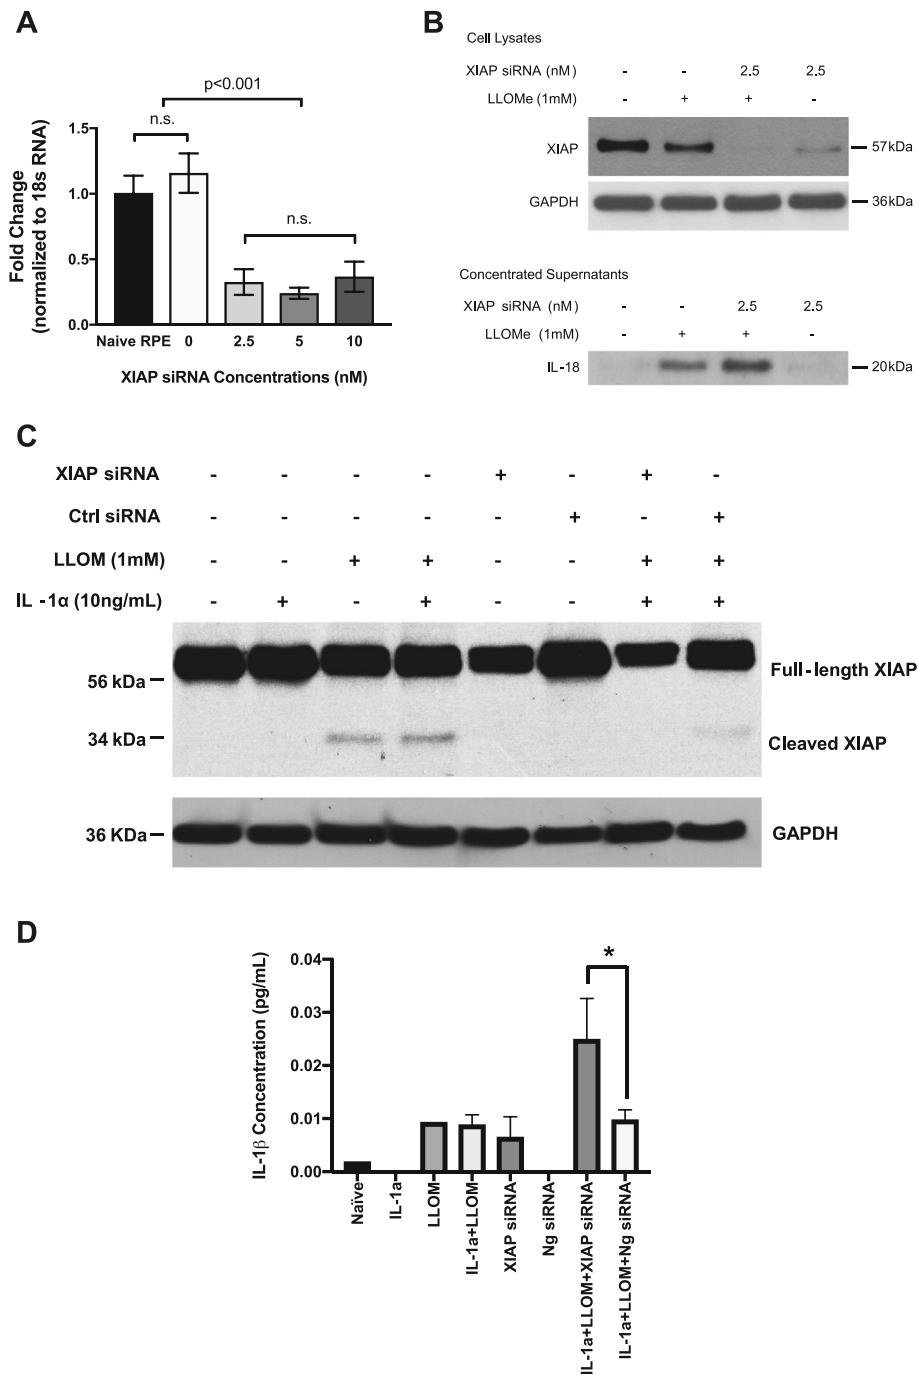 A
p<0.001
n.s.
n.s.
Fold Change
(normalized to 18s RNA)
1.5
1.0
0.5
0.0
Naive RPE 0 2.5 5 10
XIAP siRNA Concentrations (nM)
B
Cell Lysates
XIAP siRNA (nM) - - 2.5 2.5
LLOMe (1mM) - + + -
XIAP 57kDa
GAPDH 36kDa
Concentrated Supernatants
XIAP siRNA (nM) - - 2.5 2.5
LLOMe (1mM) - + + -
IL-18 20kDa
C
XIAP siRNA - - - - + - + -
Ctrl siRNA - - - - - + - +
LLOM (1mM) - - + + - - + +
IL -1α (10ng/mL) - + - + - - + +
56 kDa Full-length XIAP
34 kDa Cleaved XIAP
36 KDa GAPDH
D
IL-1β Concentration (pg/mL)
0.04
0.03
0.02
0.01
0.00
*
Naïve
IL-1a
LLOM
IL-1a+LLOM
XIAP siRNA
Ng siRNA
IL-1a+LLOM+XIAP siRNA
IL-1a+LLOM+Ng siRNA